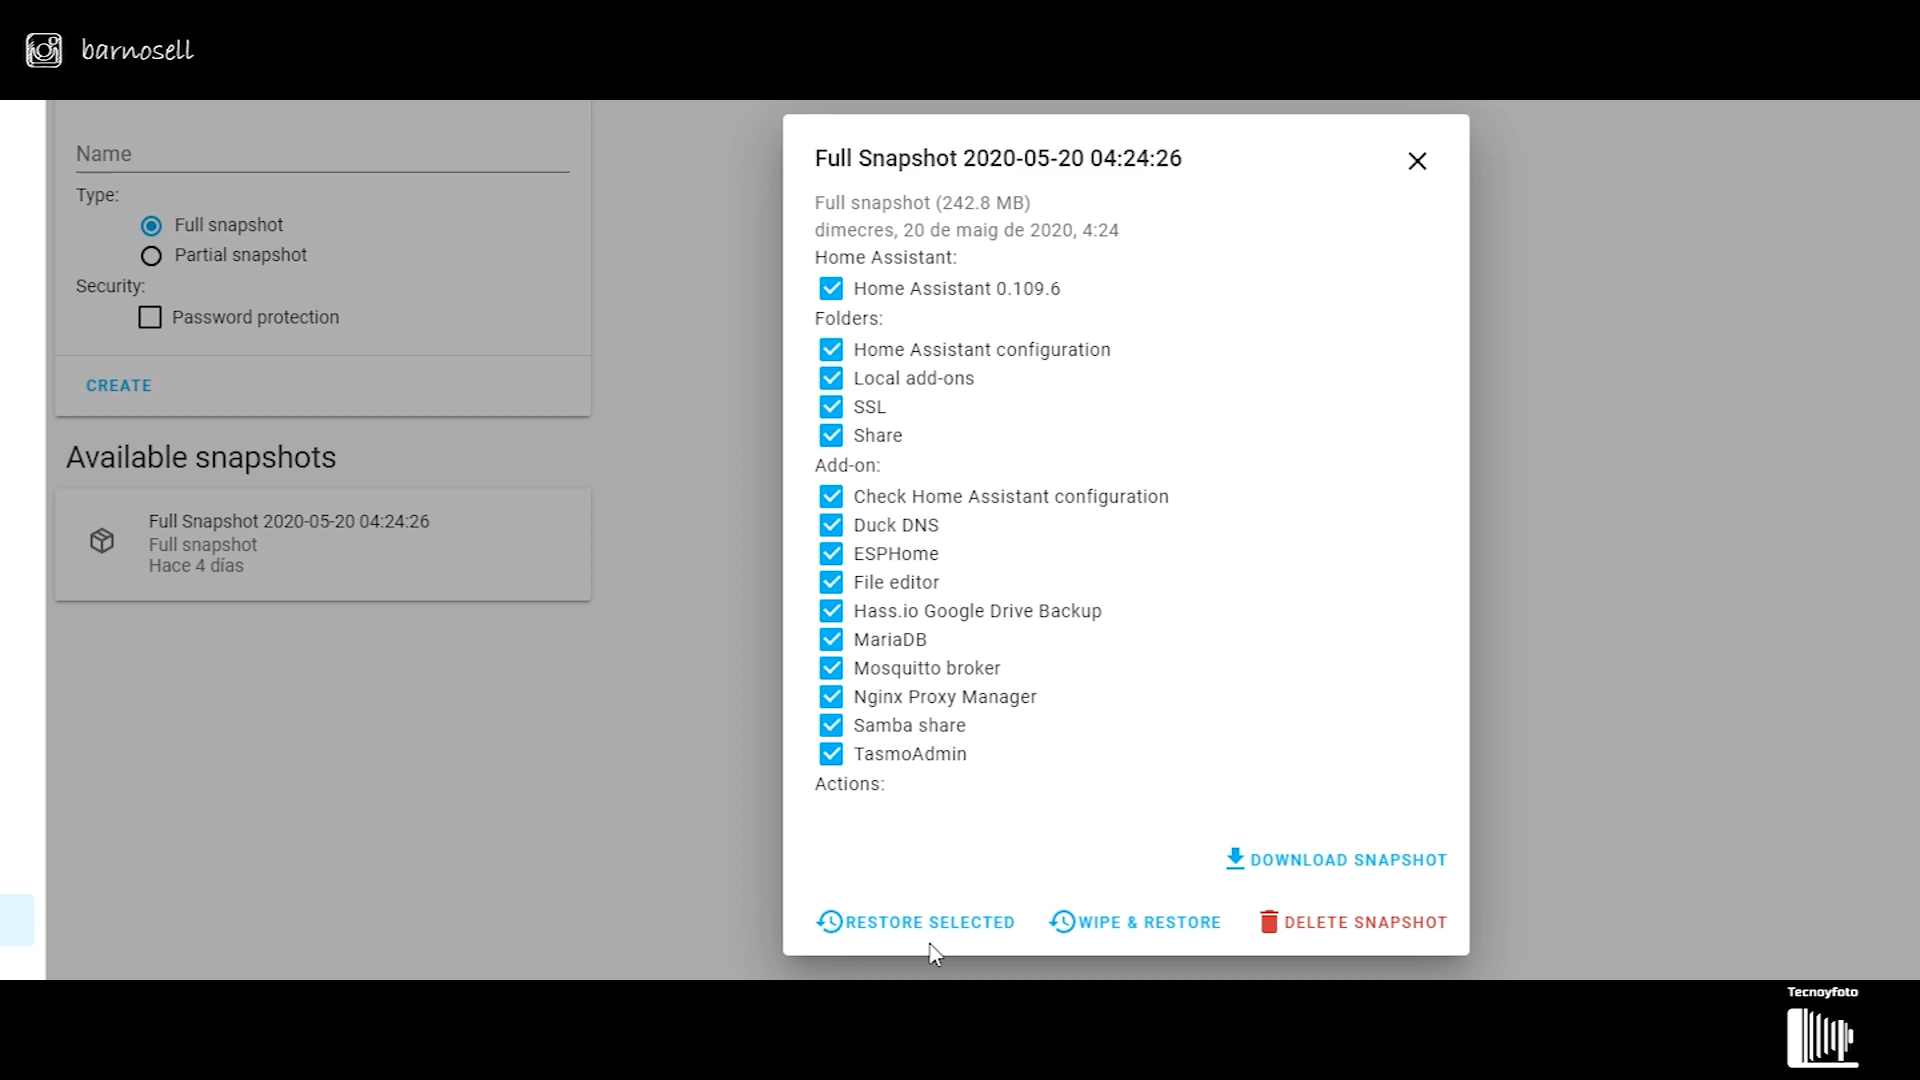 barnosell
Name
Type:
Full snapshot
Partial snapshot
Security:
Password protection
CREATE
Available snapshots
Full Snapshot 2020-05-20 04:24:26
Full snapshot
Hace 4 días
Full Snapshot 2020-05-20 04:24:26
Full snapshot (242.8 MB)
dimecres, 20 de maig de 2020, 4:24
Home Assistant:
Home Assistant 0.109.6
Folders:
Home Assistant configuration
Local add-ons
SSL
Share
Add-on:
Check Home Assistant configuration
Duck DNS
ESPHome
File editor
Hass.io Google Drive Backup
MariaDB
Mosquitto broker
Nginx Proxy Manager
Samba share
TasmoAdmin
Actions:
DOWNLOAD SNAPSHOT
RESTORE SELECTED
WIPE & RESTORE
DELETE SNAPSHOT
Tecnoyfoto